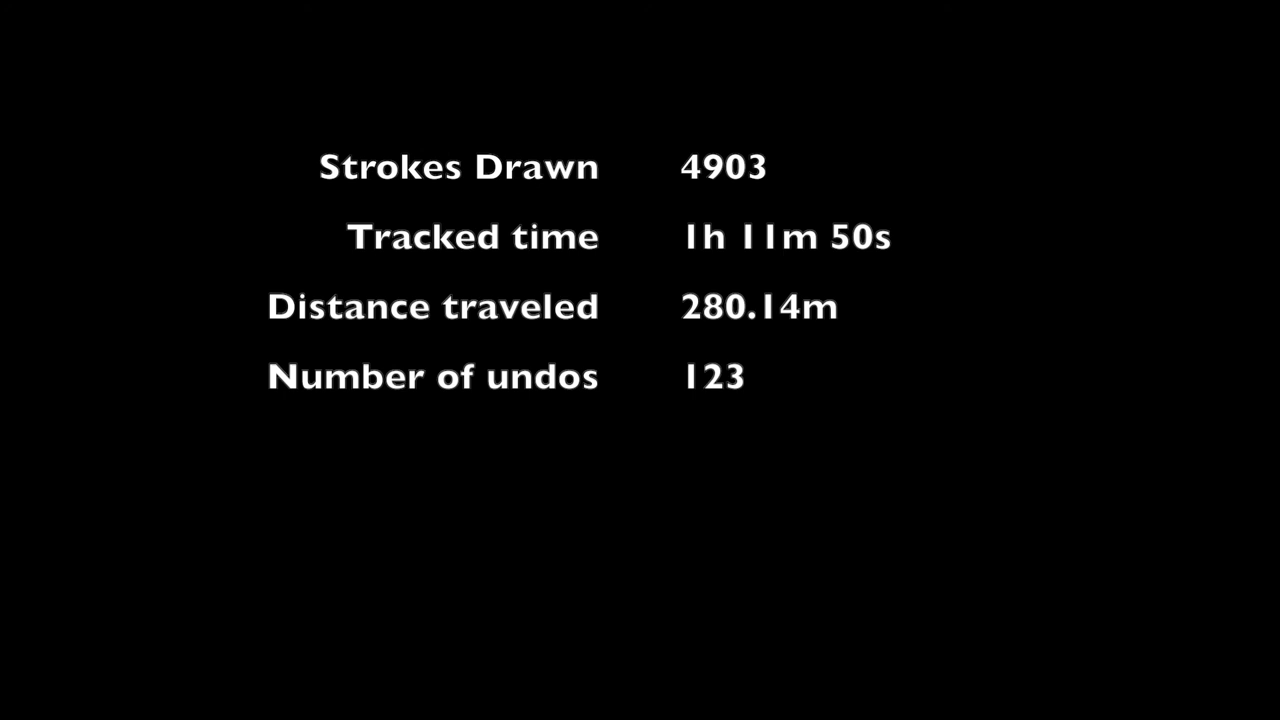 Strokes Drawn 4903
Tracked time 1h 11m 50s
Distance traveled 280.14m
Number of undos 123